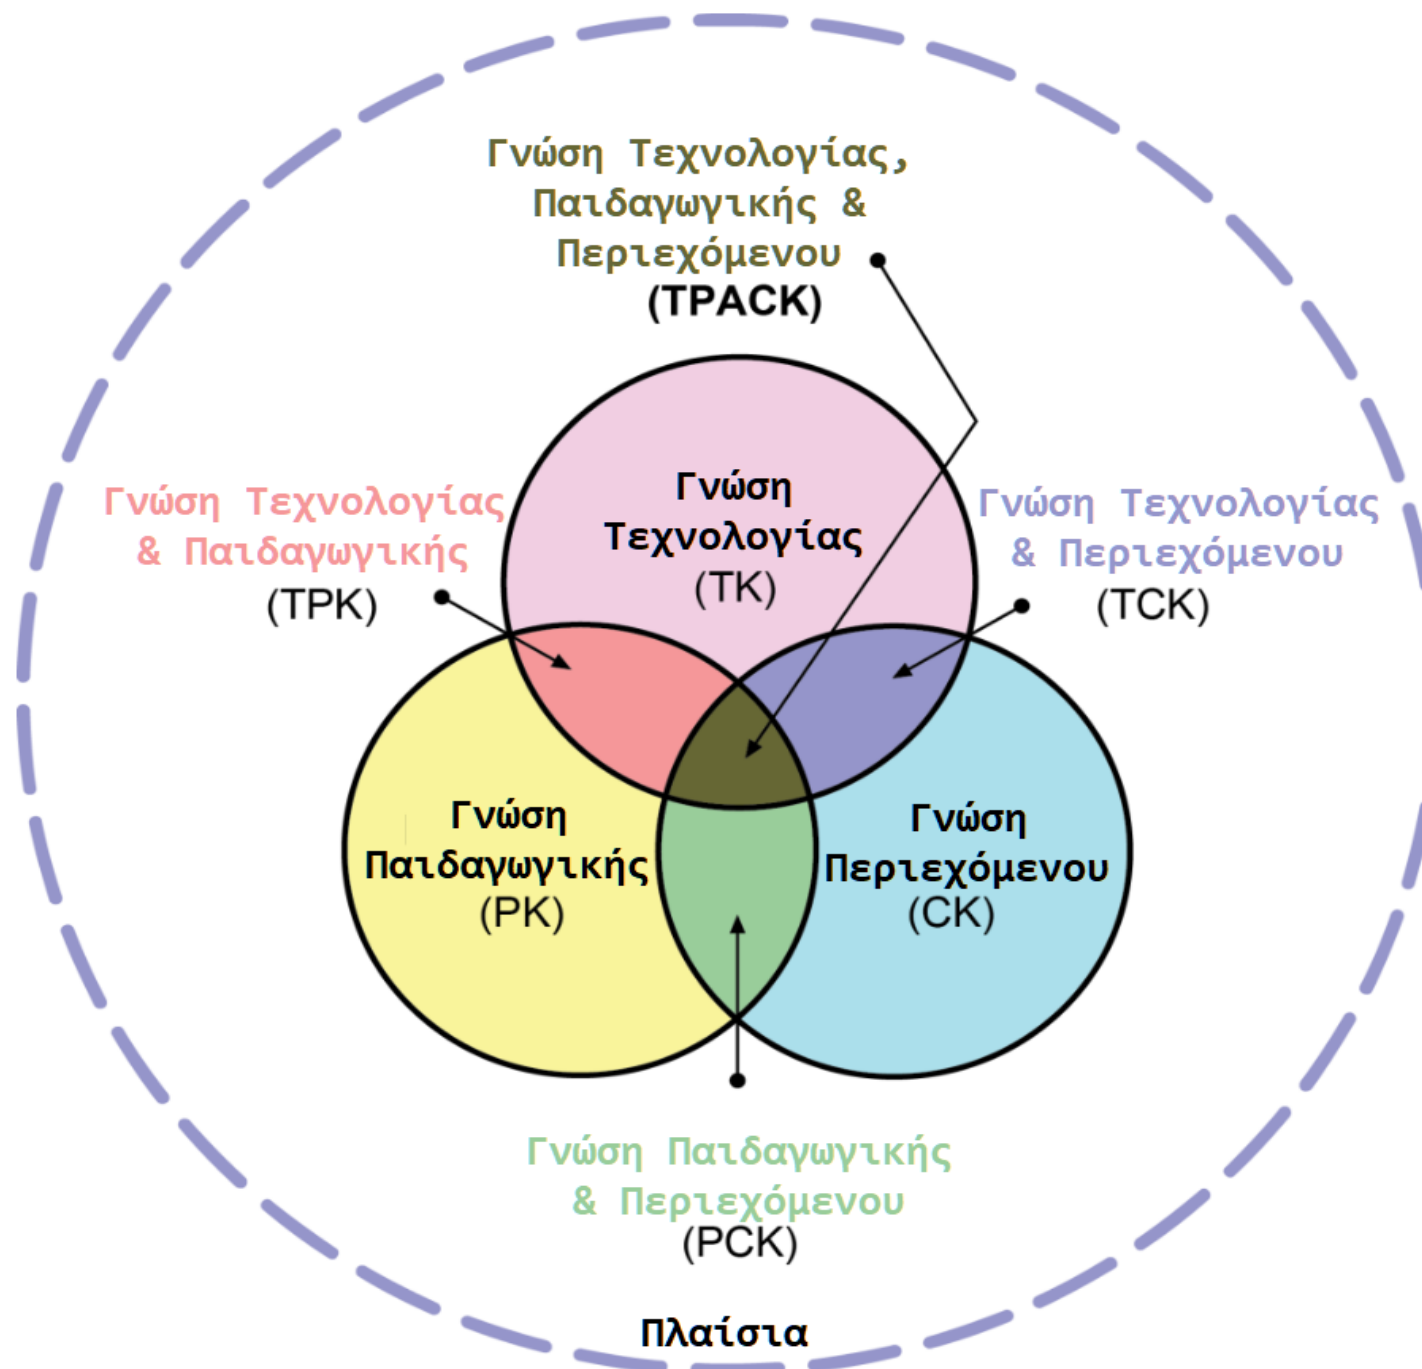 Γνώση Τεχνολογίας,
Παιδαγωγικής &
Περιεχόμενου
(TPACK)
Γνώση Τεχνολογίας
& Παιδαγωγικής
(TPK)
Γνώση
Τεχνολογίας
(TK)
Γνώση Τεχνολογίας
& Περιεχόμενου
(TCK)
Γνώση
Παιδαγωγικής
(PK)
Γνώση
Περιεχόμενου
(CK)
Γνώση Παιδαγωγικής
& Περιεχόμενου
(PCK)
Πλαίσια